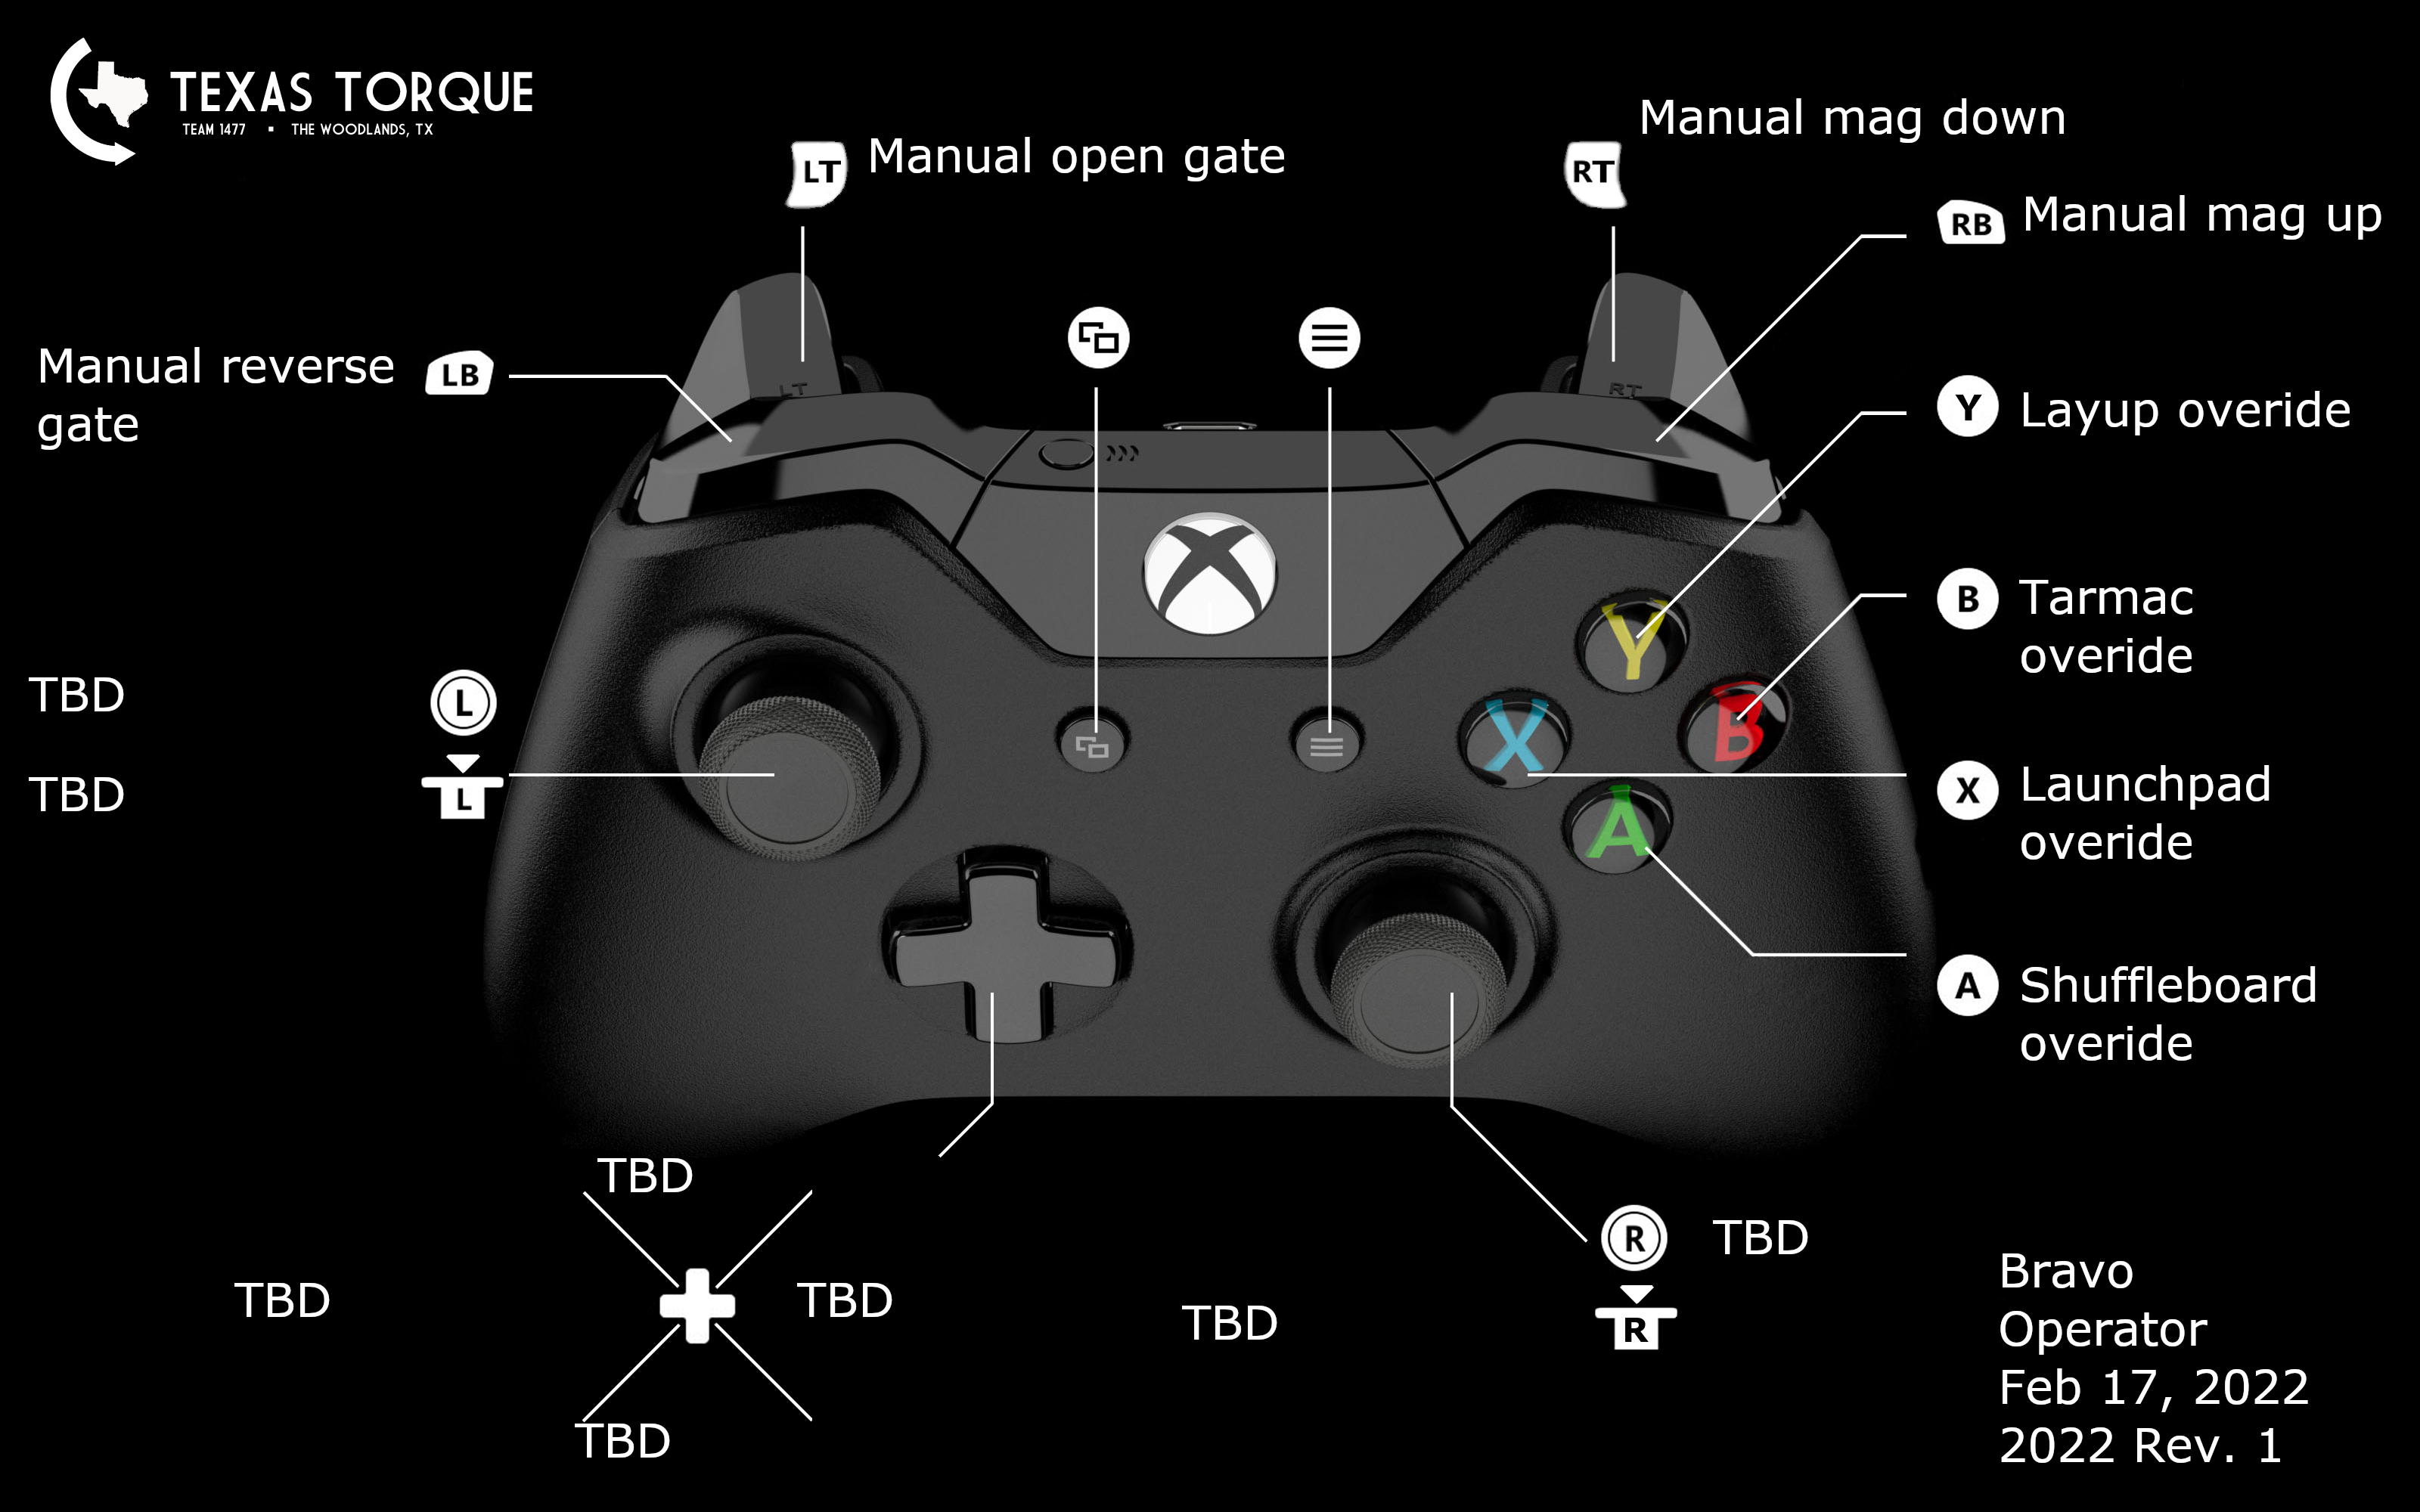 TEXAS TORQUE
TEAM 1477 ▪ THE WOODLANDS, TX
LT Manual open gate
RT Manual mag down
RB Manual mag up
Manual reverse LB
gate
LT
RT
Y Layup overide
B Tarmac
overide
Y
B
X
A
TBD L
TBD L
X Launchpad
overide
A Shuffleboard
overide
TBD
TBD
TBD
TBD
R TBD
TBD R
Bravo
Operator
Feb 17, 2022
2022 Rev. 1